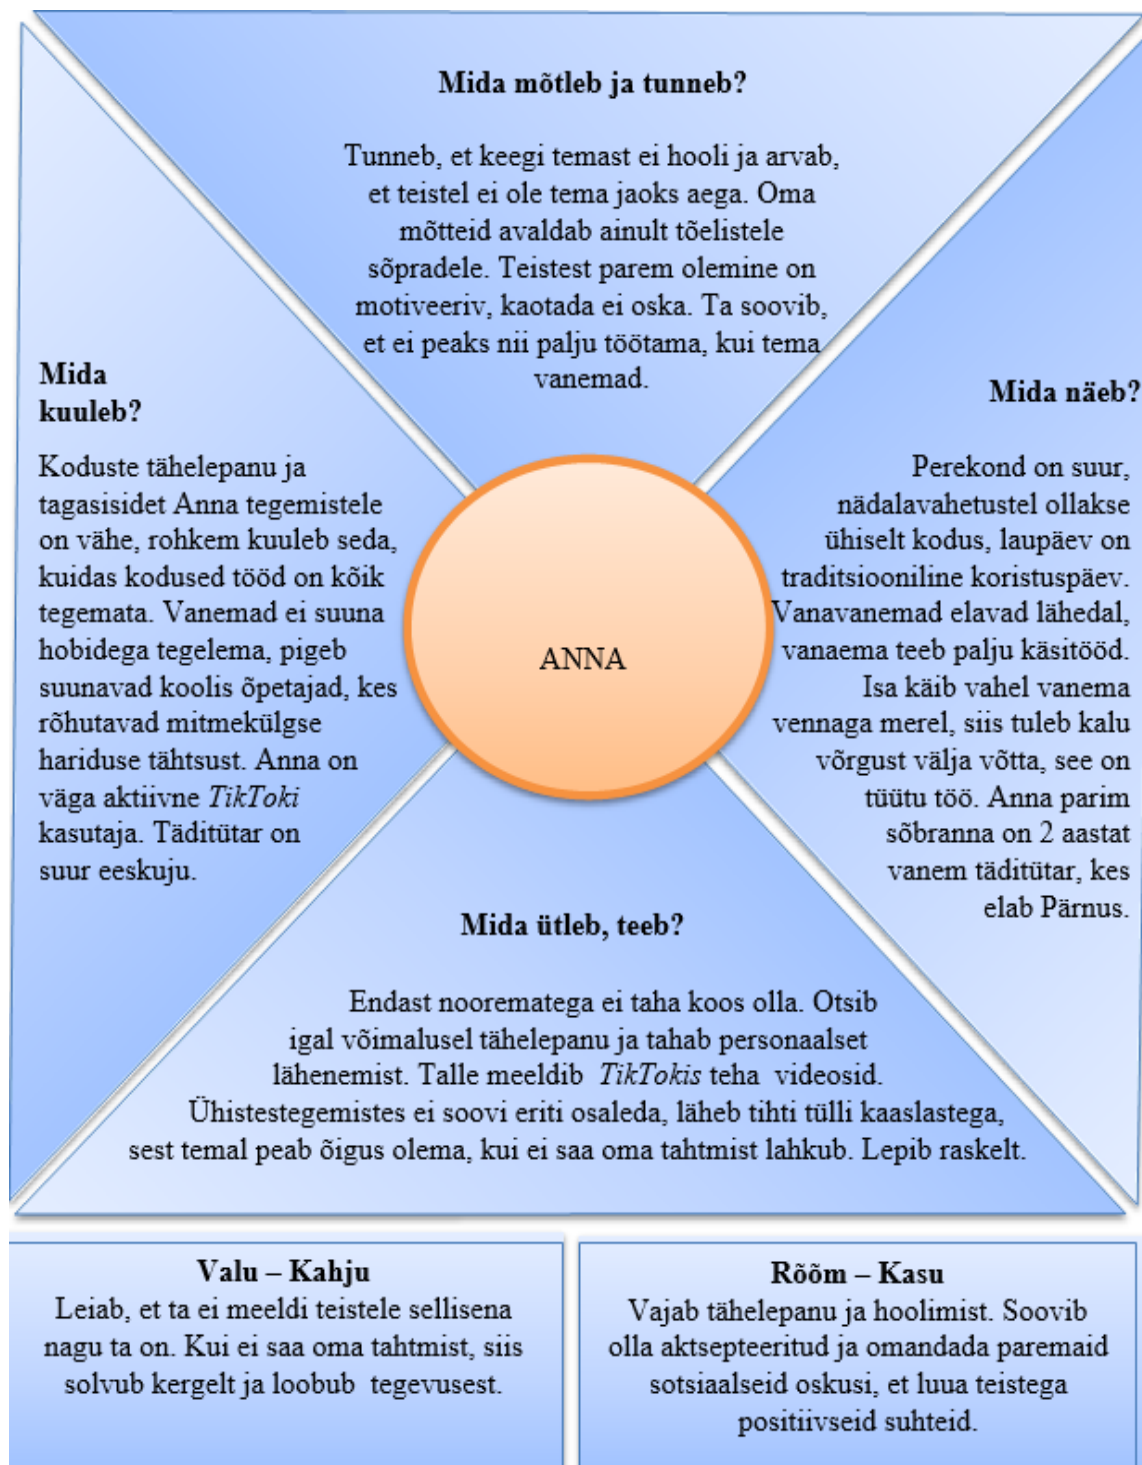 Mida mõtleb ja tunneb?
Tunneb, et keegi temast ei hooli ja arvab,
et teistel ei ole tema jaoks aega. Oma
mõtteid avaldab ainult tõelistele
sõpradele. Teistest parem olemine on
motiveeriv, kaotada ei oska. Ta soovib,
et ei peaks nii palju töötama, kui tema
vanemad.
Mida
kuuleb?
Koduste tähelepanu ja
tagasisidet Anna tegemistele
on vähe, rohkem kuuleb seda,
kuidas kodused tööd on kõik
tegemata. Vanemad ei suuna
hobidega tegelema, pigeb
suunavad koolis õpetajad, kes
rõhutavad mitmekülgse
hariduse tähtsust. Anna on
väga aktiivne TikToki
kasutaja. Täditütar on
suur eeskuju.
ANNA
Mida näeb?
Perekond on suur,
nädalavahetustel ollakse
ühiselt kodus, laupäev on
traditsiooniline koristuspäev.
Vanavanemad elavad lähedal,
vanaema teeb palju käsitööd.
Isa käib vahel vanema
vennaga merel, siis tuleb kalu
võrgust välja võtta, see on
tüütu töö. Anna parim
sõbranna on 2 aastat
vanem täditütar, kes
elab Pärnus.
Mida ütleb, teeb?
Endast noorematega ei taha koos olla. Otsib
igal võimalusel tähelepanu ja tahab personaalset
lähenemist. Talle meeldib TikTokis teha videosid.
Ühistestegemistes ei soovi eriti osaleda, läheb tihti tülli kaaslastega,
sest temal peab õigus olema, kui ei saa oma tahtmist lahkub. Lepib raskelt.
Valu – Kahju
Leiab, et ta ei meeldi teistele sellisena
nagu ta on. Kui ei saa oma tahtmist, siis
solvub kergelt ja loobub tegevusest.
Rõõm – Kasu
Vajab tähelepanu ja hoolimist. Soovib
olla aktsepteeritud ja omandada paremaid
sotsiaalseid oskusi, et luua teistega
positiivseid suhteid.